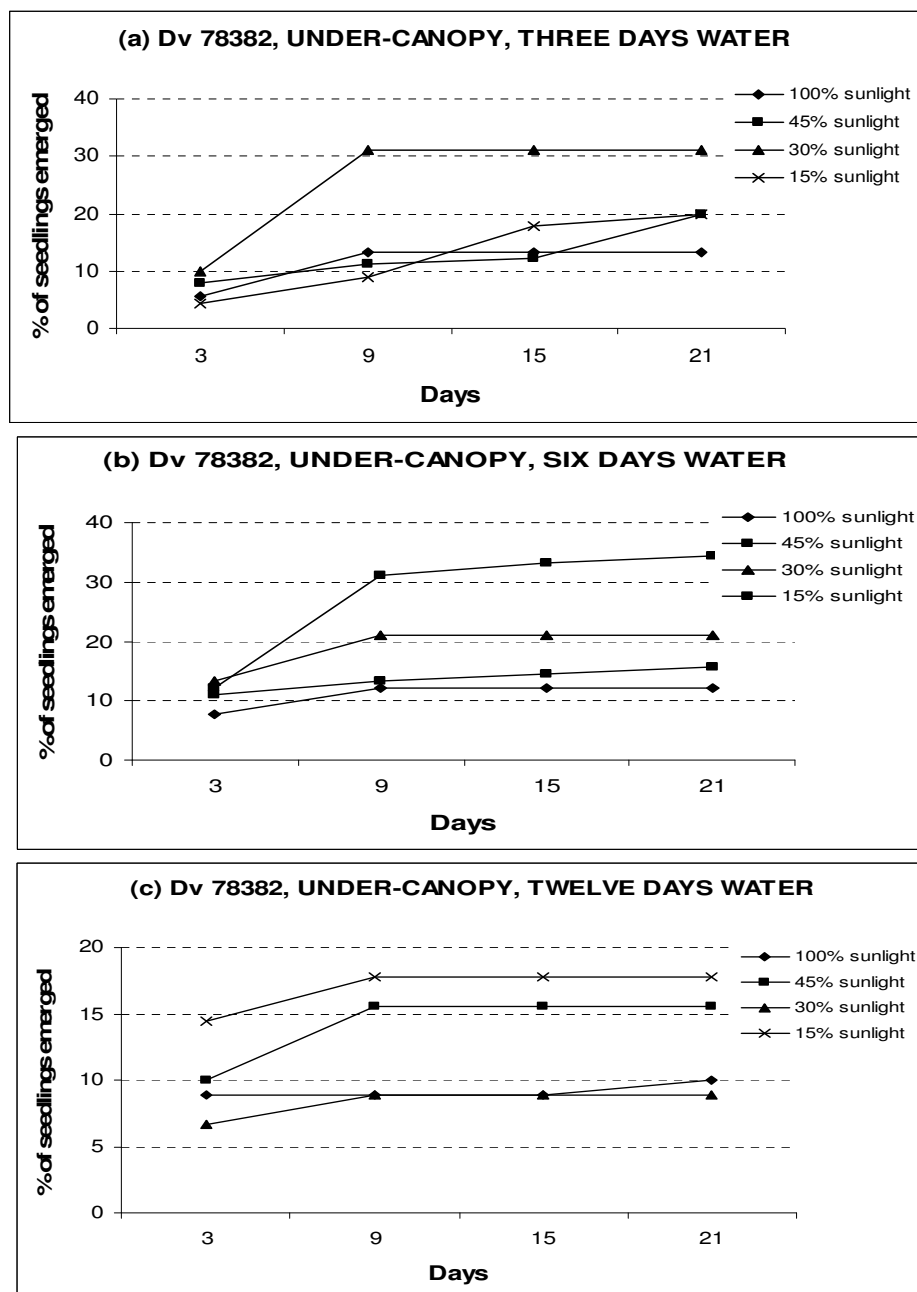 (a) Dv 78382, UNDER-CANOPY, THREE DAYS WATER
% of seedlings emerged
40
30
20
10
0
3 9 15 21
Days
100% sunlight
45% sunlight
30% sunlight
15% sunlight
(b) Dv 78382, UNDER-CANOPY, SIX DAYS WATER
% of seedlings emerged
40
30
20
10
0
3 9 15 21
Days
100% sunlight
45% sunlight
30% sunlight
15% sunlight
(c) Dv 78382, UNDER-CANOPY, TWELVE DAYS WATER
% of seedlings emerged
20
15
10
5
0
3 9 15 21
Days
100% sunlight
45% sunlight
30% sunlight
15% sunlight